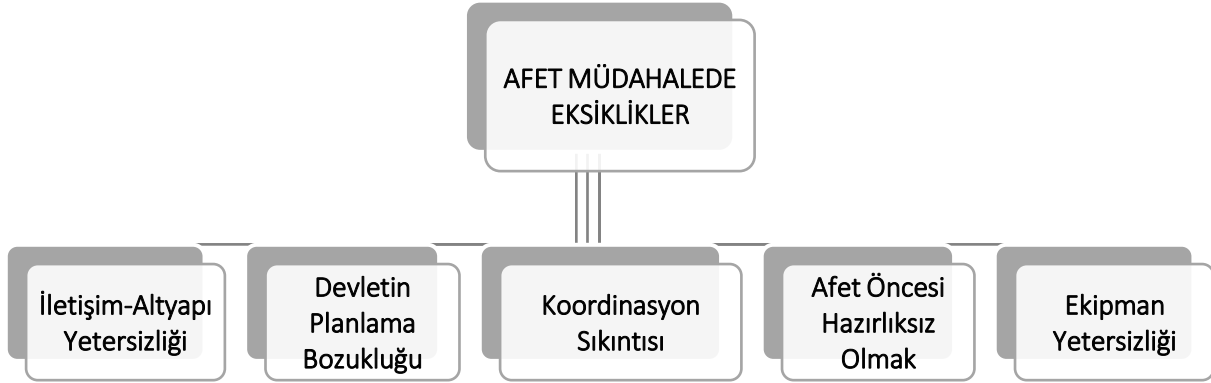 AFET MÜDAHALEDE
EKSİKLİKLER
İletişim-Altyapı
Yetersizliği
Devletin
Planlama
Bozukluğu
Koordinasyon
Sıkıntısı
Afet Öncesi
Hazırlıksız
Olmak
Ekipman
Yetersizliği